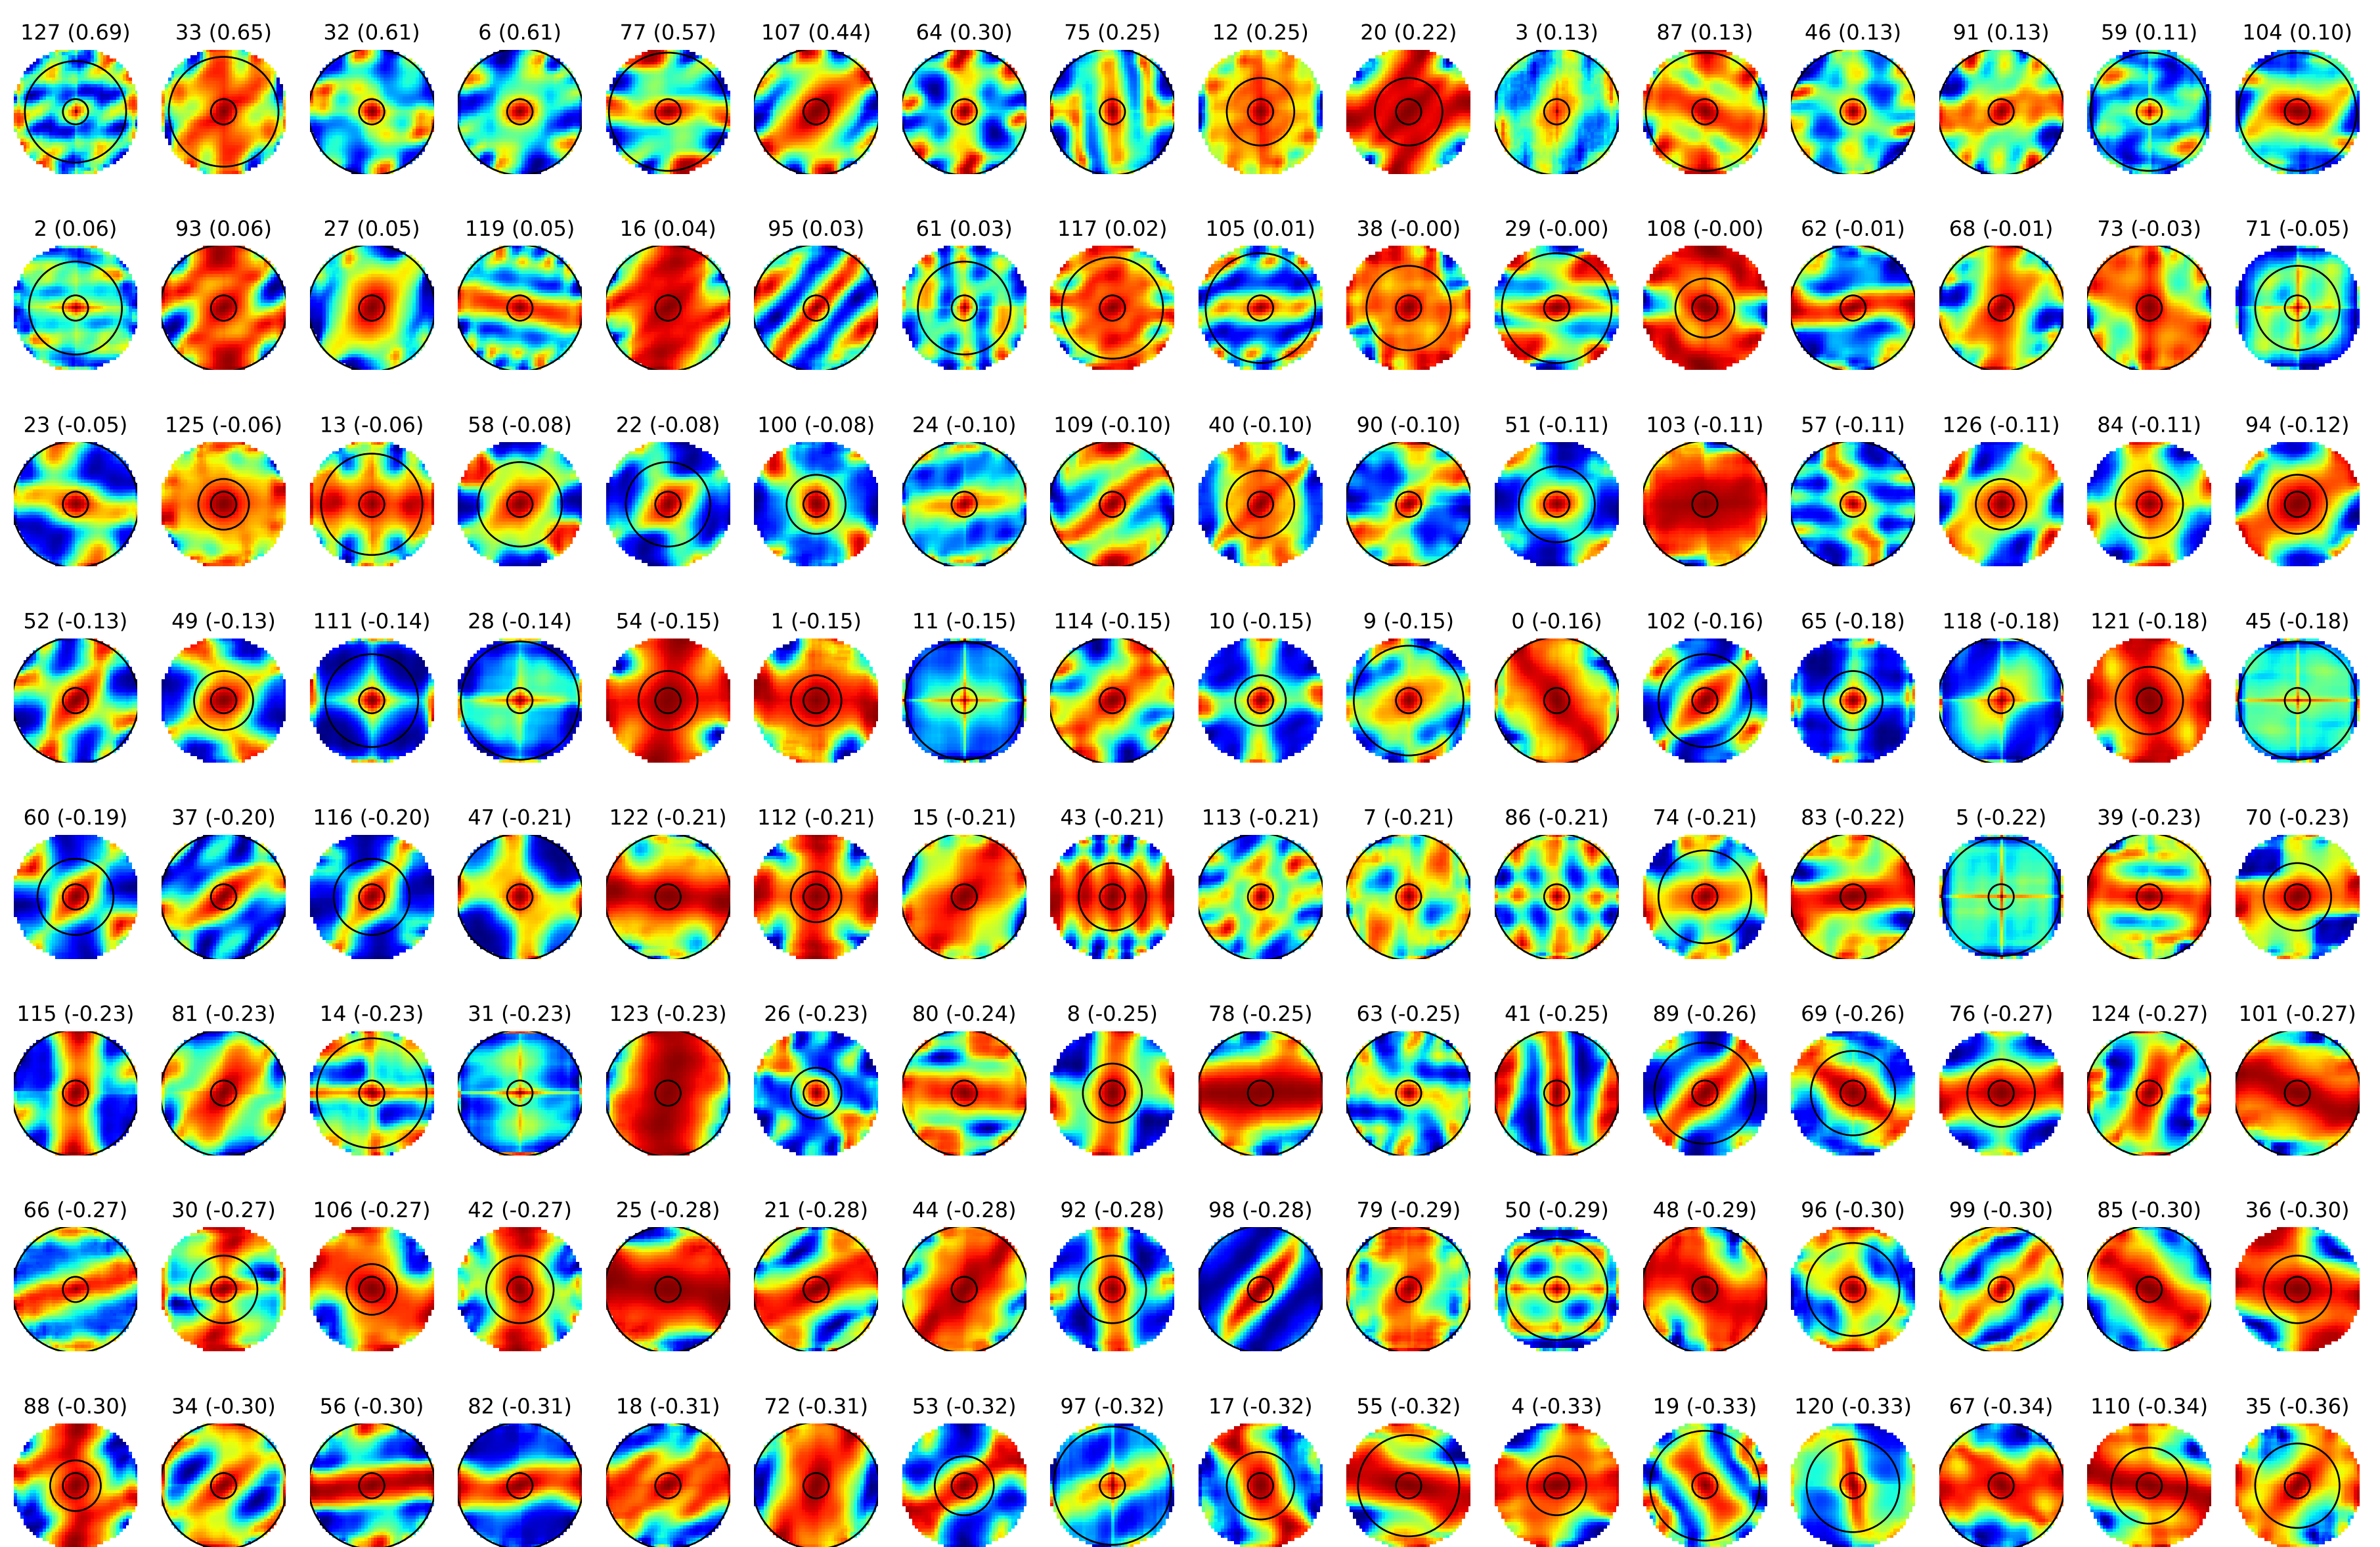 127 (0.69) 33 (0.65) 32 (0.61) 6 (0.61) 77 (0.57) 107 (0.44) 64 (0.30) 75 (0.25) 12 (0.25) 20 (0.22) 3 (0.13) 87 (0.13) 46 (0.13) 91 (0.13) 59 (0.11) 104 (0.10)
2 (0.06) 93 (0.06) 27 (0.05) 119 (0.05) 16 (0.04) 95 (0.03) 61 (0.03) 117 (0.02) 105 (0.01) 38 (-0.00) 29 (-0.00) 108 (-0.00) 62 (-0.01) 68 (-0.01) 73 (-0.03) 71 (-0.05)
23 (-0.05) 125 (-0.06) 13 (-0.06) 58 (-0.08) 22 (-0.08) 100 (-0.08) 24 (-0.10) 109 (-0.10) 40 (-0.10) 90 (-0.10) 51 (-0.11) 103 (-0.11) 57 (-0.11) 126 (-0.11) 84 (-0.11) 94 (-0.12)
52 (-0.13) 49 (-0.13) 111 (-0.14) 28 (-0.14) 54 (-0.15) 1 (-0.15) 11 (-0.15) 114 (-0.15) 10 (-0.15) 9 (-0.15) 0 (-0.16) 102 (-0.16) 65 (-0.18) 118 (-0.18) 121 (-0.18) 45 (-0.18)
60 (-0.19) 37 (-0.20) 116 (-0.20) 47 (-0.21) 122 (-0.21) 112 (-0.21) 15 (-0.21) 43 (-0.21) 113 (-0.21) 7 (-0.21) 86 (-0.21) 74 (-0.21) 83 (-0.22) 5 (-0.22) 39 (-0.23) 70 (-0.23)
115 (-0.23) 81 (-0.23) 14 (-0.23) 31 (-0.23) 123 (-0.23) 26 (-0.23) 80 (-0.24) 8 (-0.25) 78 (-0.25) 63 (-0.25) 41 (-0.25) 89 (-0.26) 69 (-0.26) 76 (-0.27) 124 (-0.27) 101 (-0.27)
66 (-0.27) 30 (-0.27) 106 (-0.27) 42 (-0.27) 25 (-0.28) 21 (-0.28) 44 (-0.28) 92 (-0.28) 98 (-0.28) 79 (-0.29) 50 (-0.29) 48 (-0.29) 96 (-0.30) 99 (-0.30) 85 (-0.30) 36 (-0.30)
88 (-0.30) 34 (-0.30) 56 (-0.30) 82 (-0.31) 18 (-0.31) 72 (-0.31) 53 (-0.32) 97 (-0.32) 17 (-0.32) 55 (-0.32) 4 (-0.33) 19 (-0.33) 120 (-0.33) 67 (-0.34) 110 (-0.34) 35 (-0.36)